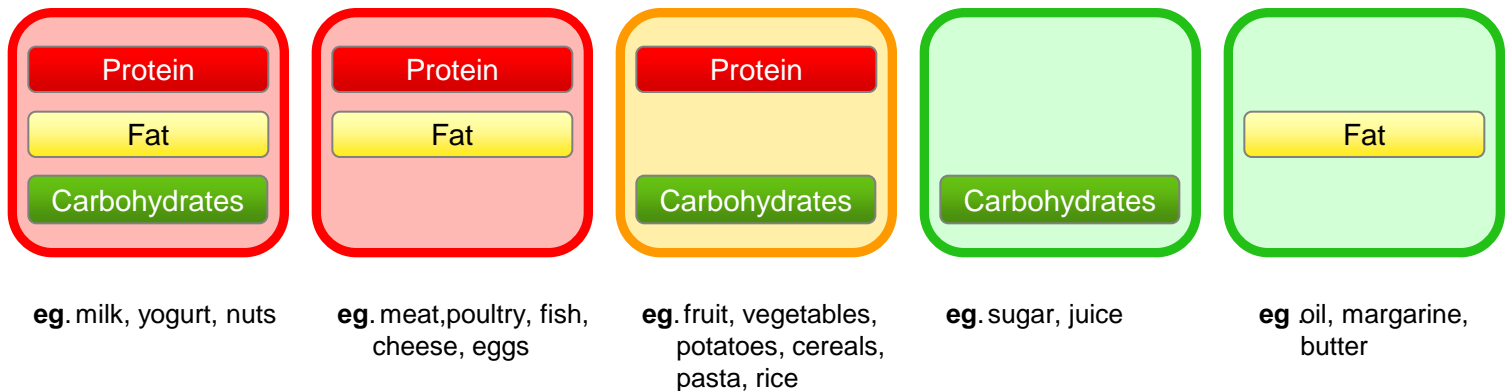 Protein
Fat
Carbohydrates
Protein
Fat
Protein
Carbohydrates
Carbohydrates
Fat
eg. milk, yogurt, nuts
eg. meat,poultry, fish,
cheese, eggs
eg. fruit, vegetables,
potatoes, cereals,
pasta, rice
eg. sugar, juice
eg .oil, margarine,
butter